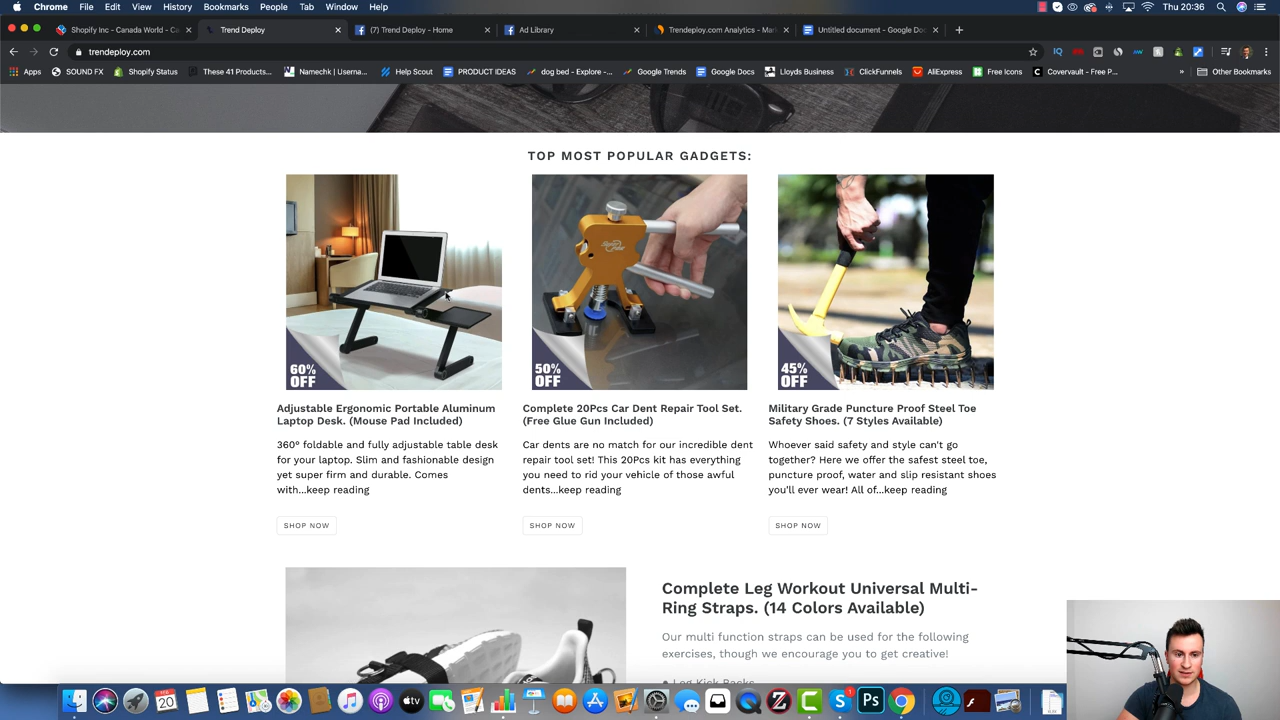 Chrome File Edit View History Bookmarks People Tab Window Help Thu 20:36
Shopify Inc - Canada World - Ca Trend Deploy (7) Trend Deploy - Home Ad Library Trendeploy.com Analytics - Mar Untitled document - Google Doc
trendeploy.com
Apps SOUND FX Shopify Status These 41 Products... Namechk | Userna... Help Scout PRODUCT IDEAS dog bed - Explore -... Google Trends Google Docs Lloyds Business ClickFunnels AliExpress Free Icons Covervault - Free P... » Other Bookmarks
TOP MOST POPULAR GADGETS:
60% OFF
50% OFF
45% OFF
Adjustable Ergonomic Portable Aluminum
Laptop Desk. (Mouse Pad Included)
360° foldable and fully adjustable table desk
for your laptop. Slim and fashionable design
yet super firm and durable. Comes
with...keep reading
SHOP NOW
Complete 20Pcs Car Dent Repair Tool Set.
(Free Glue Gun Included)
Car dents are no match for our incredible dent
repair tool set! This 20Pcs kit has everything
you need to rid your vehicle of those awful
dents...keep reading
SHOP NOW
Military Grade Puncture Proof Steel Toe
Safety Shoes. (7 Styles Available)
Whoever said safety and style can't go
together? Here we offer the safest steel toe,
puncture proof, water and slip resistant shoes
you'll ever wear! All of...keep reading
SHOP NOW
Complete Leg Workout Universal Multi-
Ring Straps. (14 Colors Available)
Our multi function straps can be used for the following
exercises, though we encourage you to get creative!
Leg Kick Backs
tv
Ps